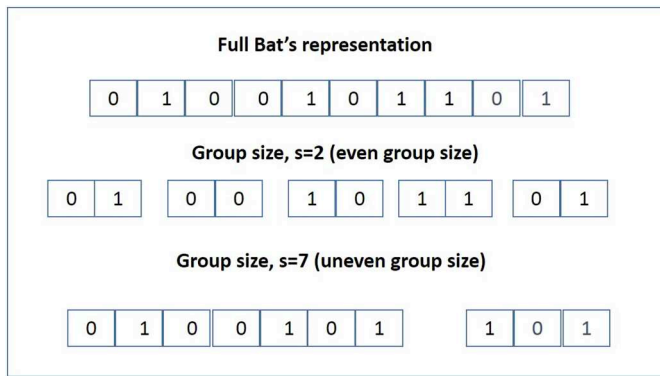 Full Bat's representation
0 1 0 0 1 0 1 1 0 1
Group size, s=2 (even group size)
0 1 0 0 1 0 1 1 0 1
Group size, s=7 (uneven group size)
0 1 0 0 1 0 1 1 0 1